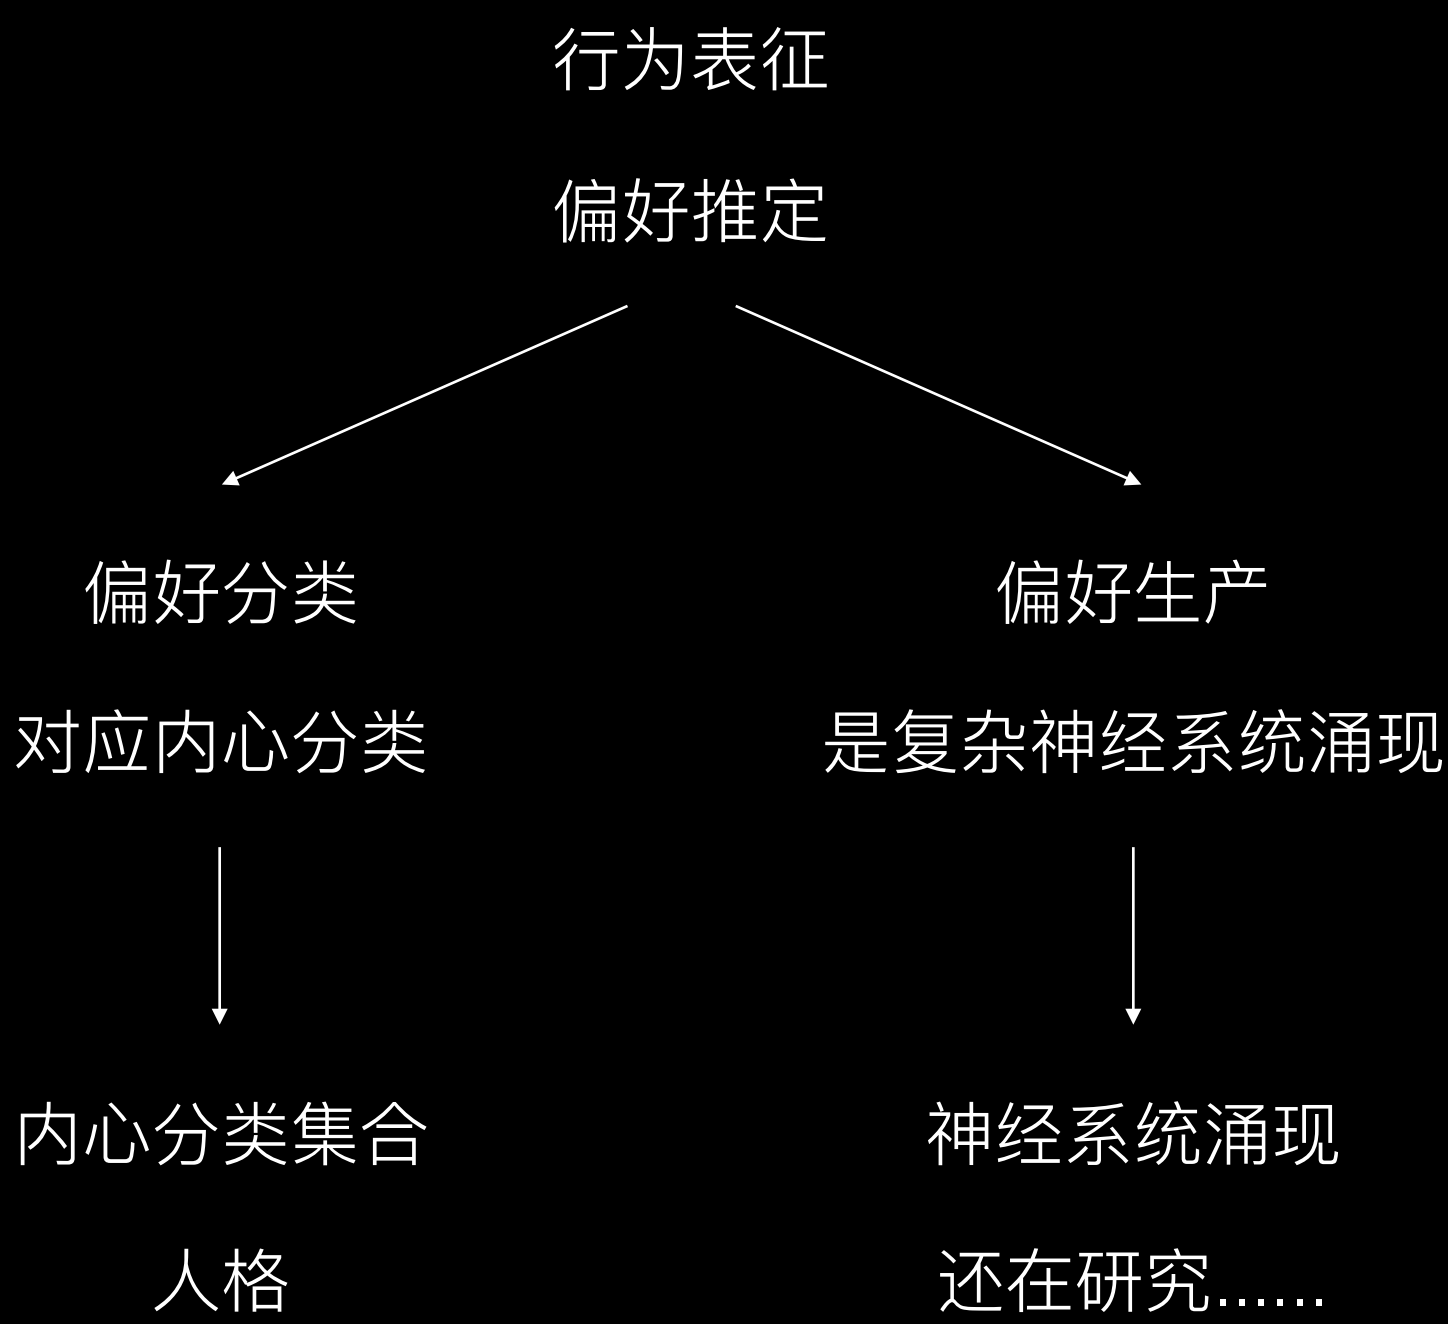 行为表征
偏好推定
偏好分类
对应内心分类
偏好生产
是复杂神经系统涌现
内心分类集合
人格
神经系统涌现
还在研究……